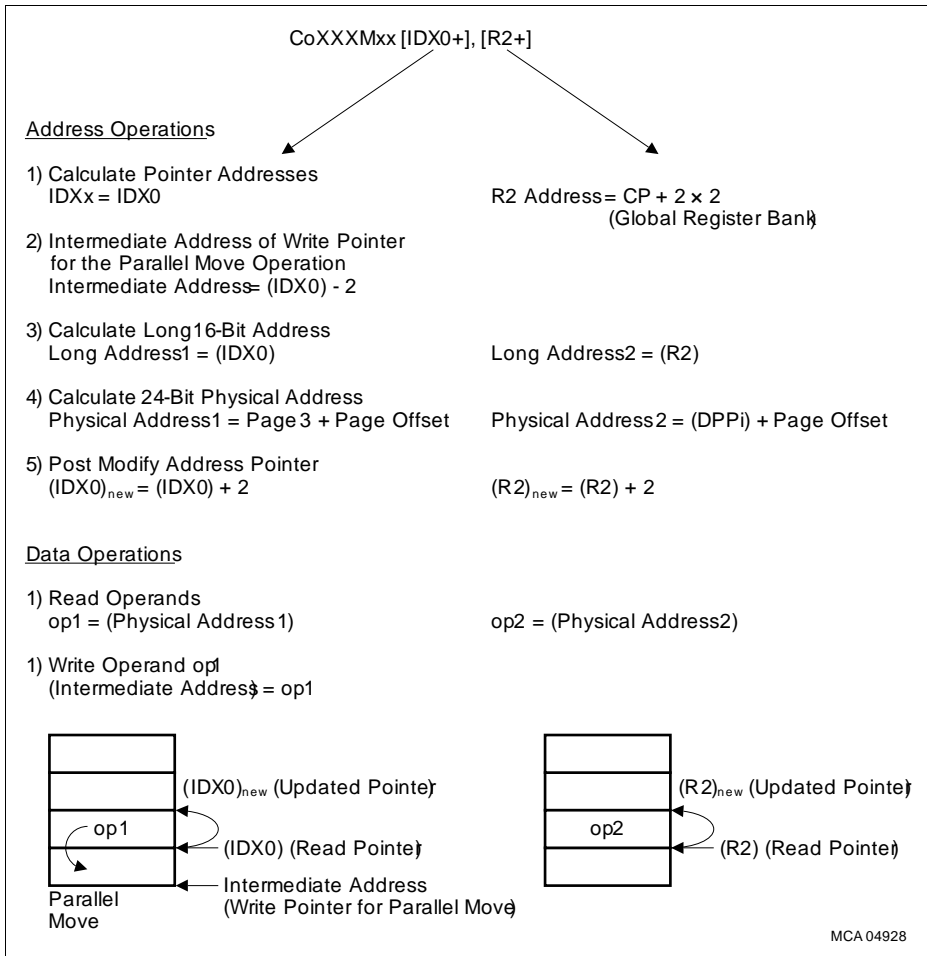 CoXXXMxx [IDX0+], [R2+]
Address Operations
1) Calculate Pointer Addresses
IDXx = IDX0
R2 Address = CP + 2 × 2
(Global Register Bank)
2) Intermediate Address of Write Pointer
for the Parallel Move Operation
Intermediate Address = (IDX0) - 2
3) Calculate Long 16-Bit Address
Long Address1 = (IDX0)
Long Address2 = (R2)
4) Calculate 24-Bit Physical Address
Physical Address1 = Page 3 + Page Offset
Physical Address2 = (DPPi) + Page Offset
5) Post Modify Address Pointer
(IDX0)new = (IDX0) + 2
(R2)new = (R2) + 2
Data Operations
1) Read Operands
op1 = (Physical Address1)
op2 = (Physical Address2)
1) Write Operand op1
(Intermediate Address) = op1
(IDX0)new (Updated Pointer)
op1
(IDX0) (Read Pointer)
Intermediate Address
(Write Pointer for Parallel Move)
Parallel
Move
(R2)new (Updated Pointer)
op2
(R2) (Read Pointer)
MCA 04928